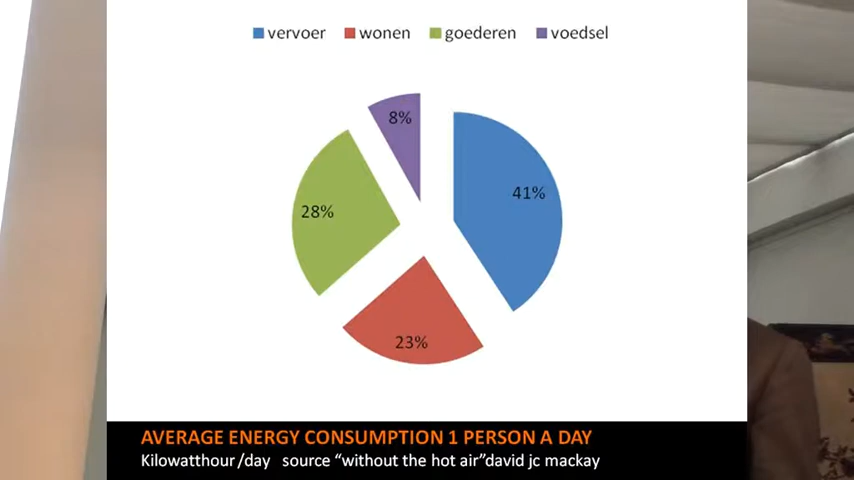 vervoer wonen goederen voedsel
8%
41%
28%
23%
AVERAGE ENERGY CONSUMPTION 1 PERSON A DAY
Kilowatthour/day source “without the hot air”david jc mackay